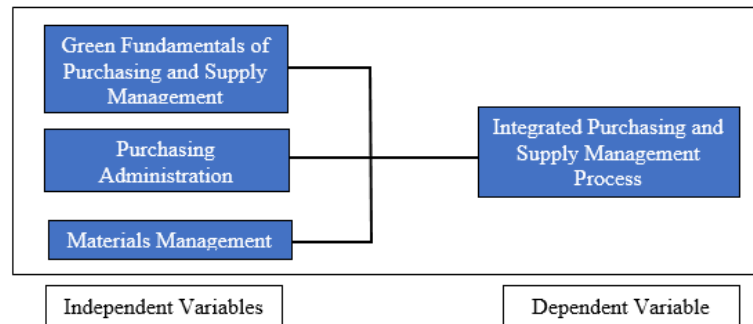 Green Fundamentals of
Purchasing and Supply
Management
Purchasing
Administration
Materials Management
Integrated Purchasing and
Supply Management
Process
Independent Variables
Dependent Variable